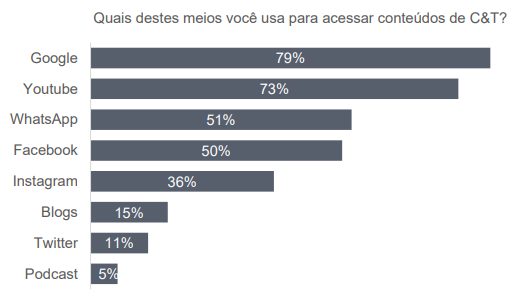 Quais destes meios você usa para acessar conteúdos de C&T?
Google 79%
Youtube 73%
WhatsApp 51%
Facebook 50%
Instagram 36%
Blogs 15%
Twitter 11%
Podcast 5%